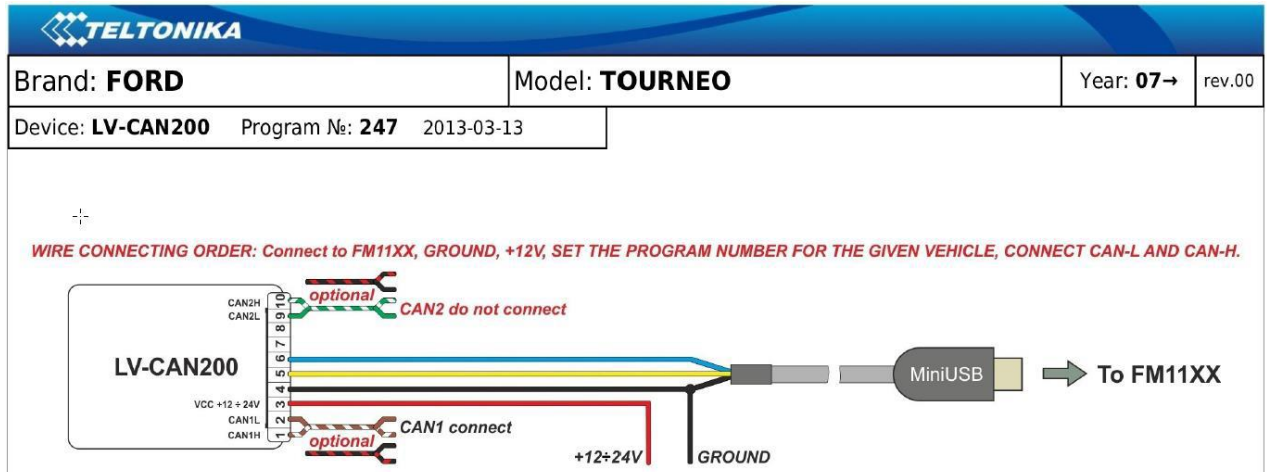 TELTONIKA
Brand: FORD
Model: TOURNEO
Year: 07→
rev.00
Device: LV-CAN200 Program №: 247 2013-03-13
WIRE CONNECTING ORDER: Connect to FM11XX, GROUND, +12V, SET THE PROGRAM NUMBER FOR THE GIVEN VEHICLE, CONNECT CAN-L AND CAN-H.
optional
CAN2H 10
CAN2L 9
CAN2 do not connect
8
7
LV-CAN200
6
5
4
MiniUSB
To FM11XX
VCC +12 ÷ 24V 3
CAN1L 2
CAN1H 1
CAN1 connect
optional
+12÷24V
GROUND